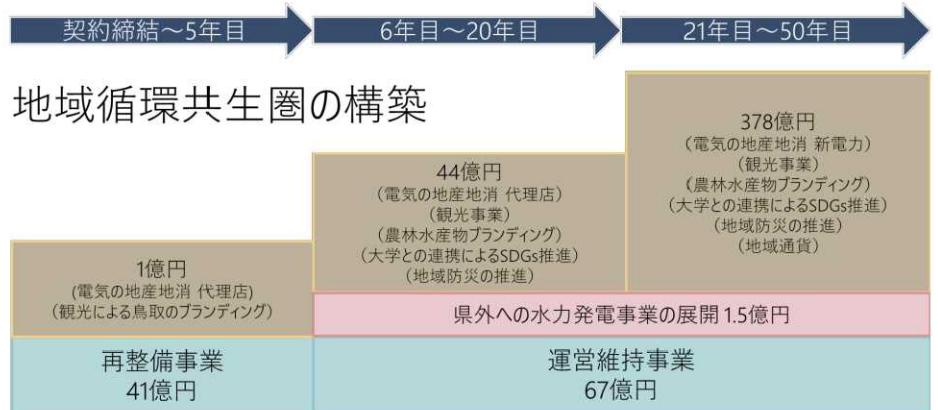 契約締結～5年目
6年目～20年目
21年目～50年目
地域循環共生圏の構築
1億円
(電気の地産地消 代理店)
（観光による鳥取のブランディング）
44億円
（電気の地産地消 代理店）
（観光事業）
（農林水産物ブランディング）
（大学との連携によるSDGs推進）
（地域防災の推進）
378億円
（電気の地産地消 新電力）
（観光事業）
（農林水産物ブランディング）
（大学との連携によるSDGs推進）
（地域防災の推進）
（地域通貨）
県外への水力発電事業の展開 1.5億円
再整備事業
41億円
運営維持事業
67億円